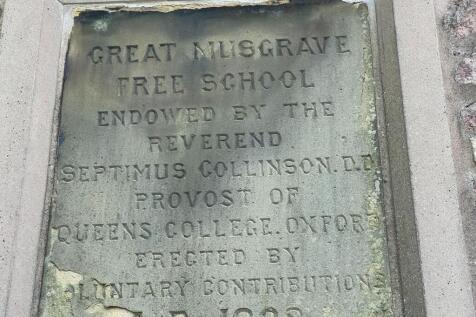 GREAT MUSGRAVE
FREE SCHOOL
ENDOWED BY THE
REVEREND
SEPTIMUS COLLINSON. D.D
PROVOST OF
QUEENS COLLEGE. OXFORD
ERECTED BY
VOLUNTARY CONTRIBUTIONS